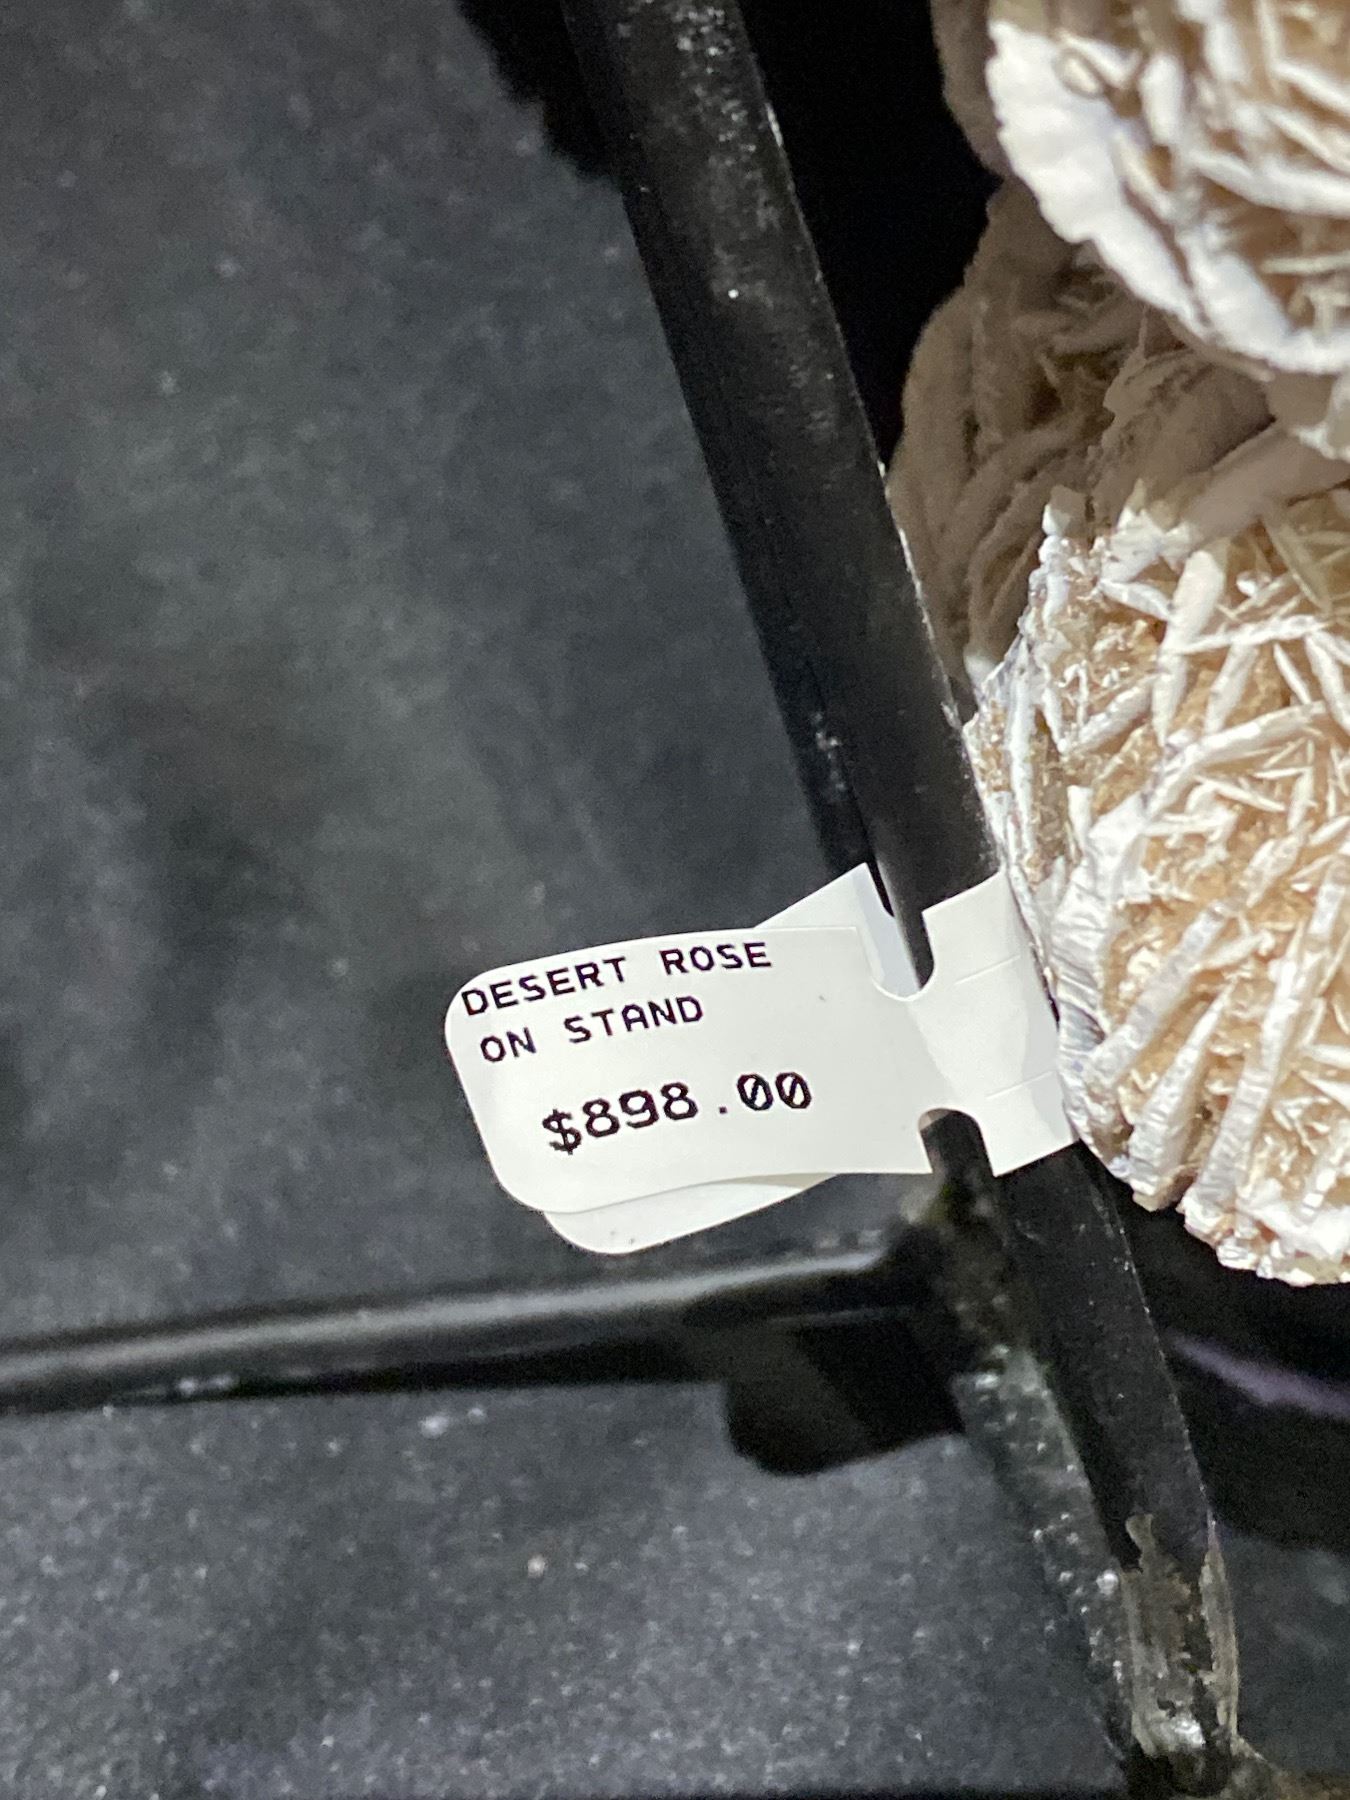 DESERT ROSE
ON STAND
$898.00